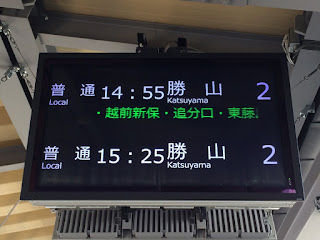 普通 14:55 勝山 2
Local Katsuyama
・越前新保・追分口・東藤
普通 15:25 勝山 2
Local Katsuyama